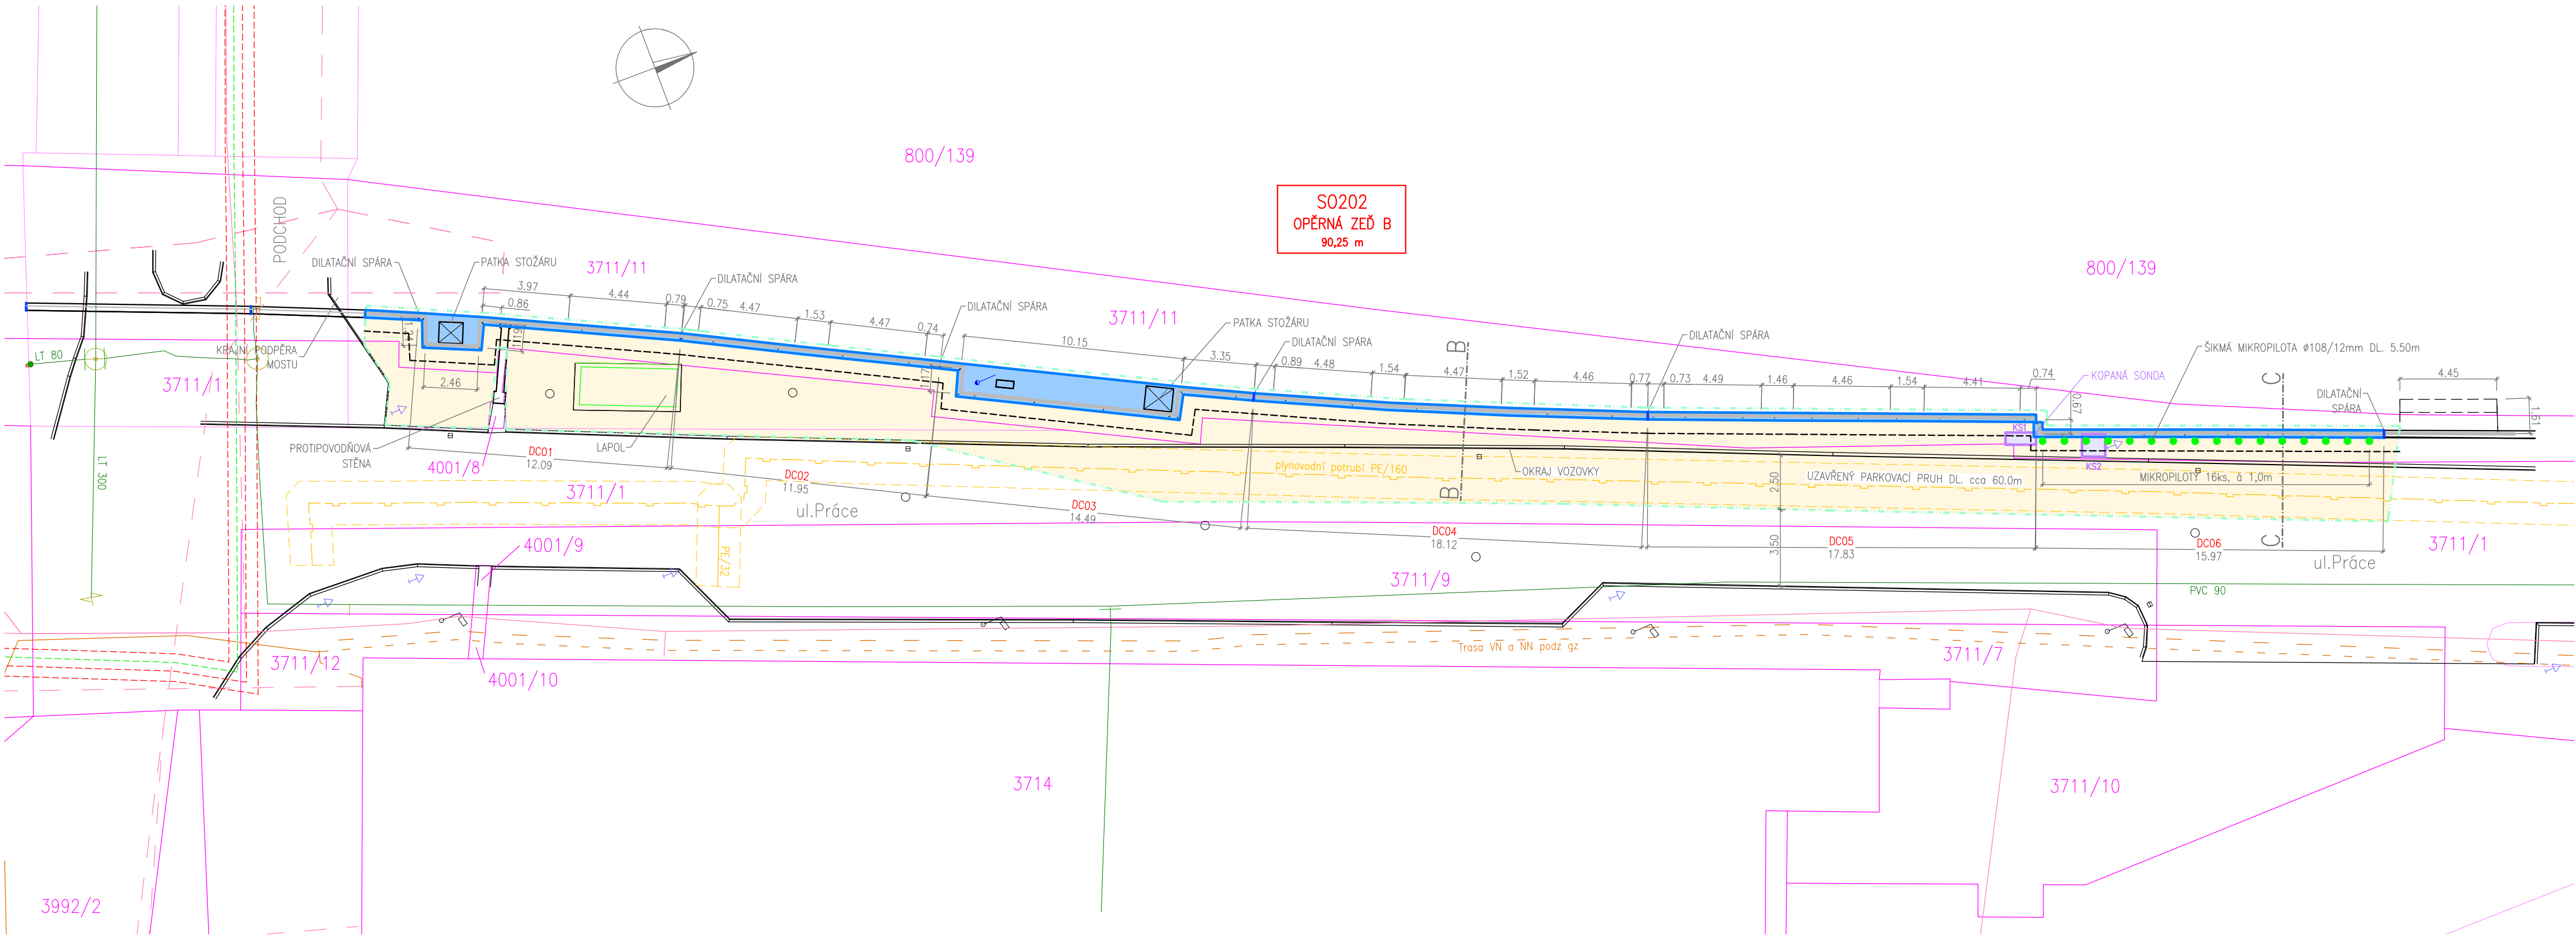 800/139
SO202
OPĚRNÁ ZEĎ B
90,25 m
800/139
PODCHOD
DILATAČNÍ SPÁRA
PATKA STOŽÁRU
3711/11
DILATAČNÍ SPÁRA
DILATAČNÍ SPÁRA
3711/11
PATKA STOŽÁRU
DILATAČNÍ SPÁRA
DILATAČNÍ SPÁRA
ŠIKMÁ MIKROPILOTA ø108/12mm DL. 5.50m
KOPANÁ SONDA
DILATAČNÍ
SPÁRA
3.97
0.86
4.44
0.79
0.75
4.47
1.53
4.47
0.74
10.15
3.35
0.89
4.48
1.54
4.47
1.52
4.46
0.77
0.73
4.49
1.46
4.46
1.54
4.41
0.74
0.67
4.45
1.61
2.46
B
B
C
C
LT 80
LT 300
KRAJNÍ PODPĚRA
MOSTU
3711/1
PROTIPOVODŇOVÁ
STĚNA
4001/8
LAPOL
DC01
12.09
DC02
11.95
DC03
14.49
DC04
18.12
DC05
17.83
DC06
15.97
KS1
KS2
plynovodní potrubí PE/160
OKRAJ VOZOVKY
UZAVŘENÝ PARKOVACÍ PRUH DL. cca 60.0m
MIKROPILOTY 16ks, á 1,0m
2.50
3.50
3711/1
ul.Práce
PE/32
4001/9
3711/9
3711/1
ul.Práce
PVC 90
Trasa VN a NN podz gz
3711/12
4001/10
3711/7
3714
3711/10
3992/2